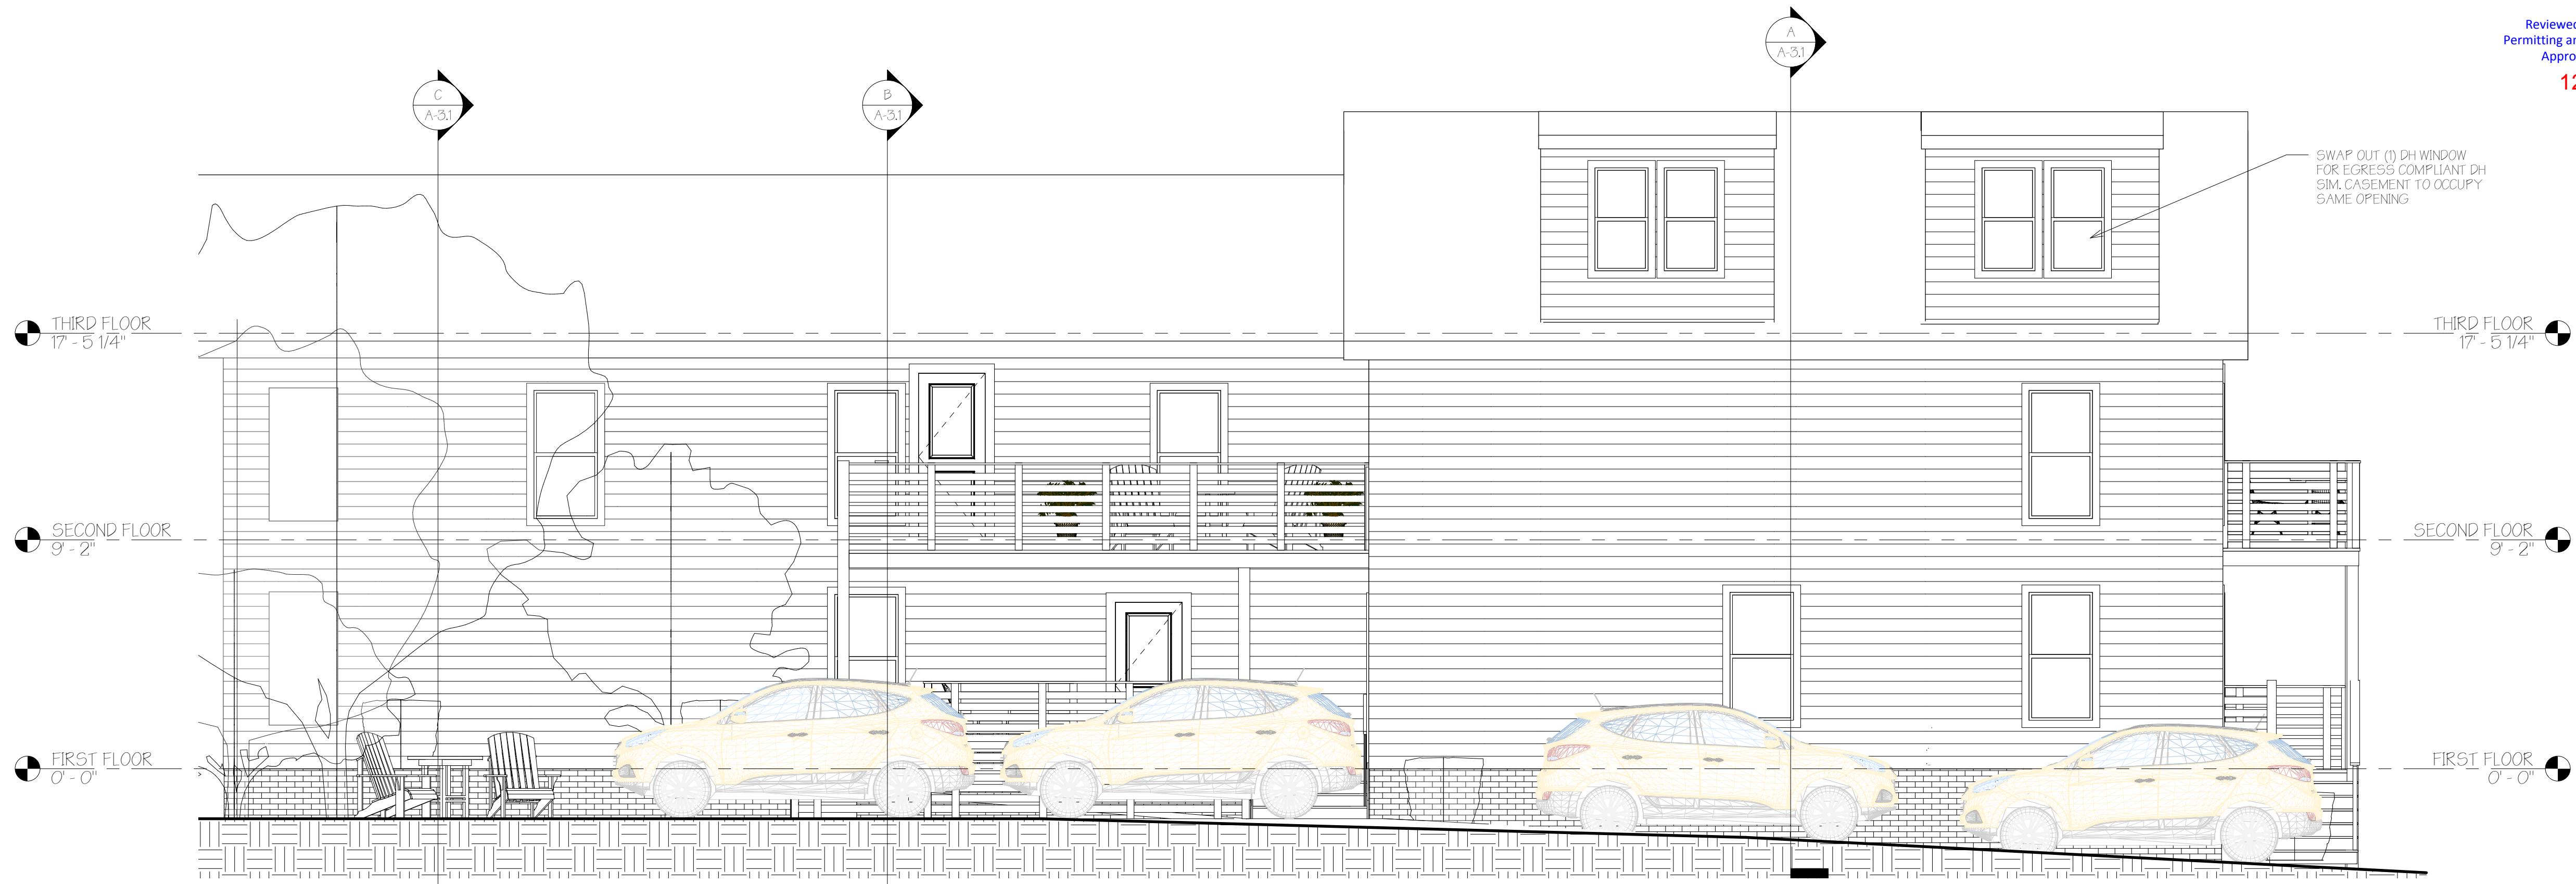 Reviewed
Permitting an
Appro
12
A
A-3.1
C
A-3.1
B
A-3.1
SWAP OUT (1) DH WINDOW
FOR EGRESS COMPLIANT DH
SIM. CASEMENT TO OCCUPY
SAME OPENING
THIRD FLOOR
17' - 5 1/4"
THIRD FLOOR
17' - 5 1/4"
SECOND FLOOR
9' - 2"
SECOND FLOOR
9' - 2"
FIRST FLOOR
0' - 0"
FIRST FLOOR
0' - 0"